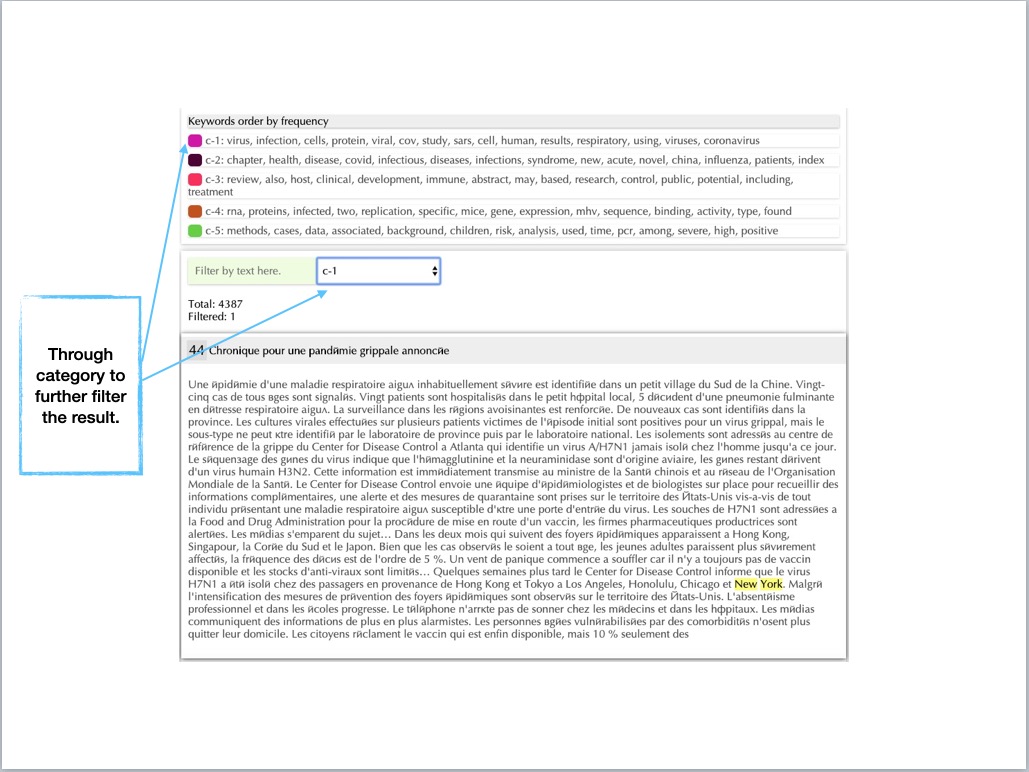 Keywords order by frequency
c-1: virus, infection, cells, protein, viral, cov, study, sars, cell, human, results, respiratory, using, viruses, coronavirus
c-2: chapter, health, disease, covid, infectious, diseases, infections, syndrome, new, acute, novel, china, influenza, patients, index
c-3: review, also, host, clinical, development, immune, abstract, may, based, research, control, public, potential, including,
treatment
c-4: rna, proteins, infected, two, replication, specific, mice, gene, expression, mhv, sequence, binding, activity, type, found
c-5: methods, cases, data, associated, background, children, risk, analysis, used, time, pcr, among, severe, high, positive
Filter by text here.
c-1
Total: 4387
Filtered: 1
Through
category to
further filter
the result.
44 Chronique pour une pandйmie grippale annoncйe
Une йpidйmie d'une maladie respiratoire aiguл inhabituellement sйvиre est identifiйe dans un petit village du Sud de la Chine. Vingt-
cinq cas de tous вges sont signalйs. Vingt patients sont hospitalisйs dans le petit hфpital local, 5 dйcиdent d'une pneumonie fulminante
en dйtresse respiratoire aiguл. La surveillance dans les rйgions avoisinantes est renforcйe. De nouveaux cas sont identifiйs dans la
province. Les cultures virales effectuйes sur plusieurs patients victimes de l'йpisode initial sont positives pour un virus grippal, mais le
sous-type ne peut кtre identifiй par le laboratoire de province puis par le laboratoire national. Les isolements sont adressйs au centre de
rйfйrence de la grippe du Center for Disease Control a Atlanta qui identifie un virus A/H7N1 jamais isolй chez l'homme jusqu'a ce jour.
Le sйquenзage des gиnes du virus indique que l'hйmagglutinine et la neuraminidase sont d'origine aviaire, les gиnes restant dйrivent
d'un virus humain H3N2. Cette information est immйdiatement transmise au ministre de la Santй chinois et au rйseau de l'Organisation
Mondiale de la Santй. Le Center for Disease Control envoie une йquipe d'йpidйmiologistes et de biologistes sur place pour recueillir des
informations complйmentaires, une alerte et des mesures de quarantaine sont prises sur le territoire des Йtats-Unis vis-a-vis de tout
individu prйsentant une maladie respiratoire aiguл susceptible d'кtre une porte d'entrйe du virus. Les souches de H7N1 sont adressйes a
la Food and Drug Administration pour la procйdure de mise en route d'un vaccin, les firmes pharmaceutiques productrices sont
alertйes. Les mйdias s'emparent du sujet… Dans les deux mois qui suivent des foyers йpidйmiques apparaissent a Hong Kong,
Singapour, la Corйe du Sud et le Japon. Bien que les cas observйs le soient a tout вge, les jeunes adultes paraissent plus sйvиrement
affectйs, la frйquence des dйcиs est de l'ordre de 5 %. Un vent de panique commence a souffler car il n'y a toujours pas de vaccin
disponible et les stocks d'anti-viraux sont limitйs… Quelques semaines plus tard le Center for Disease Control informe que le virus
H7N1 a йtй isolй chez des passagers en provenance de Hong Kong et Tokyo a Los Angeles, Honolulu, Chicago et New York. Malgrй
l'intensification des mesures de prйvention des foyers йpidйmiques sont observйs sur le territoire des Йtats-Unis. L'absentйisme
professionnel et dans les йcoles progresse. Le tйlйphone n'arrкte pas de sonner chez les mйdecins et dans les hфpitaux. Les mйdias
communiquent des informations de plus en plus alarmistes. Les personnes вgйes vulnйrabilisйes par des comorbiditйs n'osent plus
quitter leur domicile. Les citoyens rйclament le vaccin qui est enfin disponible, mais 10 % seulement des